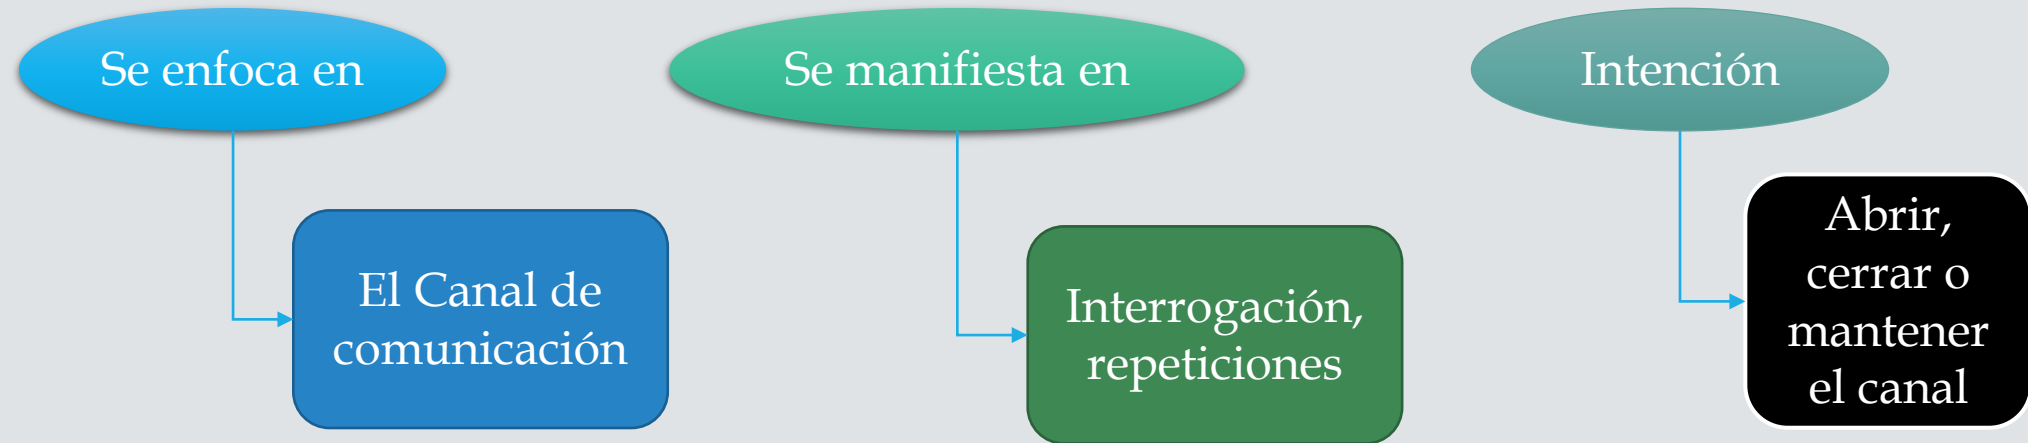 Se enfoca en
El Canal de
comunicación
Se manifiesta en
Interrogación,
repeticiones
Intención
Abrir,
cerrar o
mantener
el canal